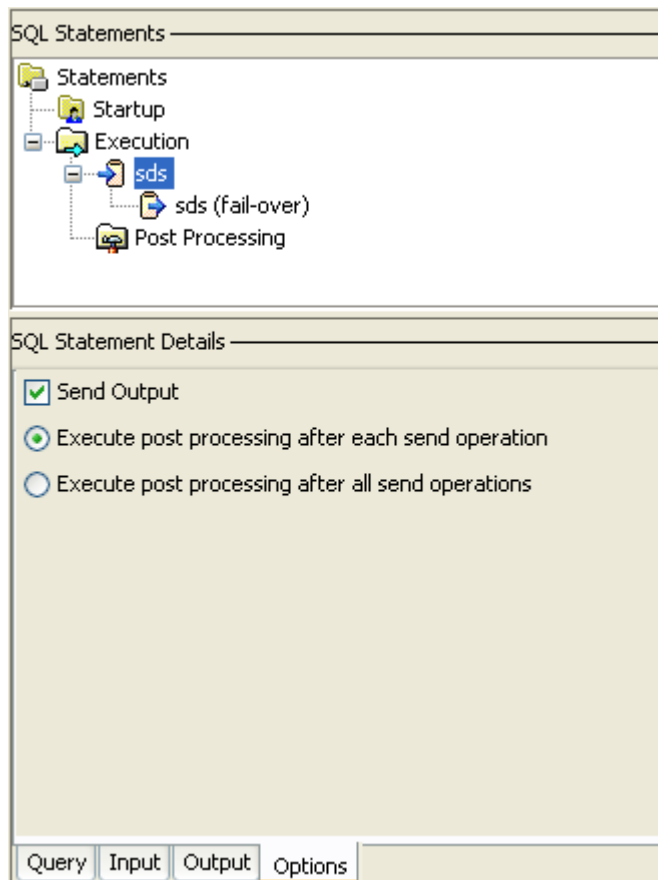 SQL Statements
Statements
Startup
Execution
sds
sds (fail-over)
Post Processing
SQL Statement Details
Send Output
Execute post processing after each send operation
Execute post processing after all send operations
Query Input Output Options